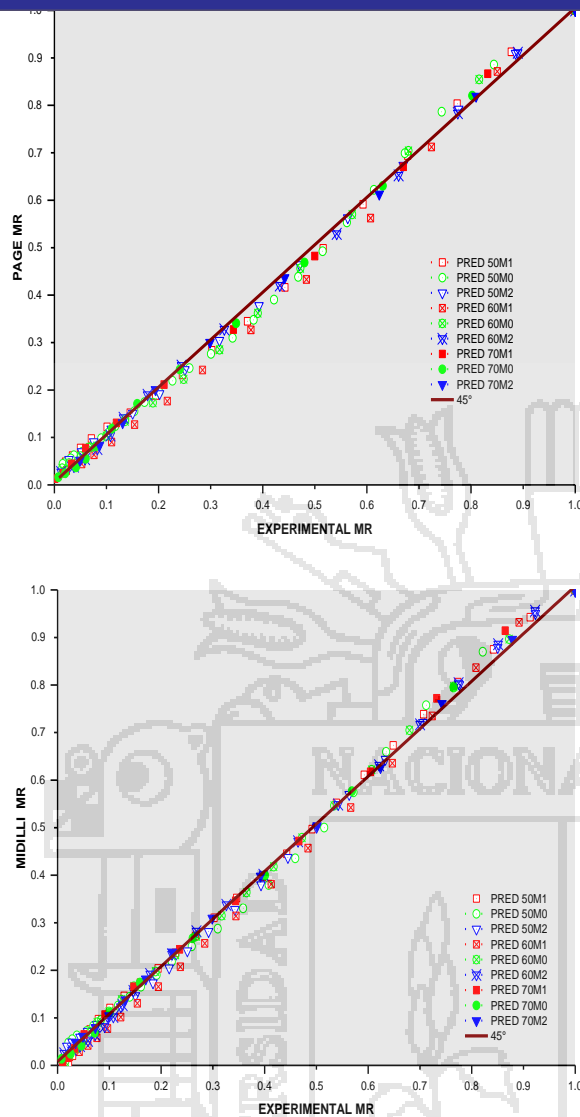 1.0
0.9
0.8
0.7
0.6
0.5
0.4
0.3
0.2
0.1
0.0
PAGE MR
PRED 50M1
PRED 50M0
PRED 50M2
PRED 60M1
PRED 60M0
PRED 60M2
PRED 70M1
PRED 70M0
PRED 70M2
45°
0.0 0.1 0.2 0.3 0.4 0.5 0.6 0.7 0.8 0.9 1.0
EXPERIMENTAL MR
1.0
0.9
0.8
0.7
0.6
0.5
0.4
0.3
0.2
0.1
0.0
MIDILLI MR
NACIONA
PRED 50M1
PRED 50M0
PRED 50M2
PRED 60M1
PRED 60M0
PRED 60M2
PRED 70M1
PRED 70M0
PRED 70M2
45°
0.0 0.1 0.2 0.3 0.4 0.5 0.6 0.7 0.8 0.9 1.0
EXPERIMENTAL MR